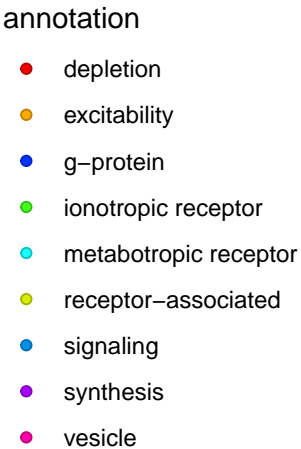 annotation
depletion
excitability
g−protein
ionotropic receptor
metabotropic receptor
receptor−associated
signaling
synthesis
vesicle